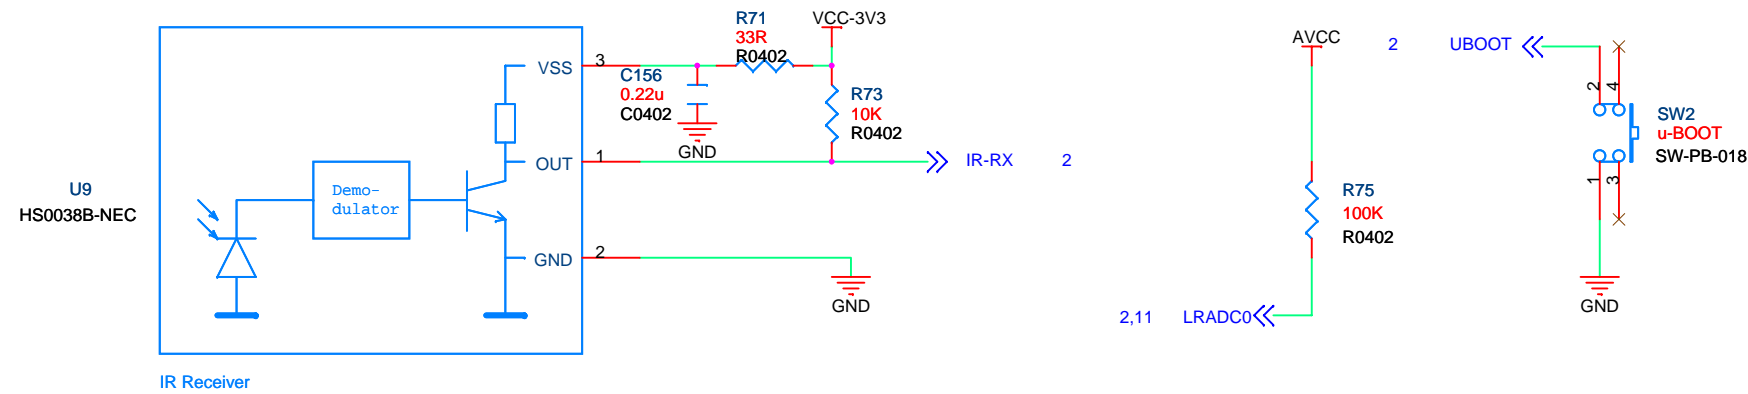 U9
HS0038B-NEC
Demo-
dulator
VSS
3
OUT
1
GND
2
IR Receiver
C156
0.22u
C0402
GND
R71
33R
R0402
VCC-3V3
R73
10K
R0402
IR-RX 2
GND
AVCC
R75
100K
R0402
2,11 LRADC0
2 UBOOT
2 4
SW2
u-BOOT
SW-PB-018
1 3
GND